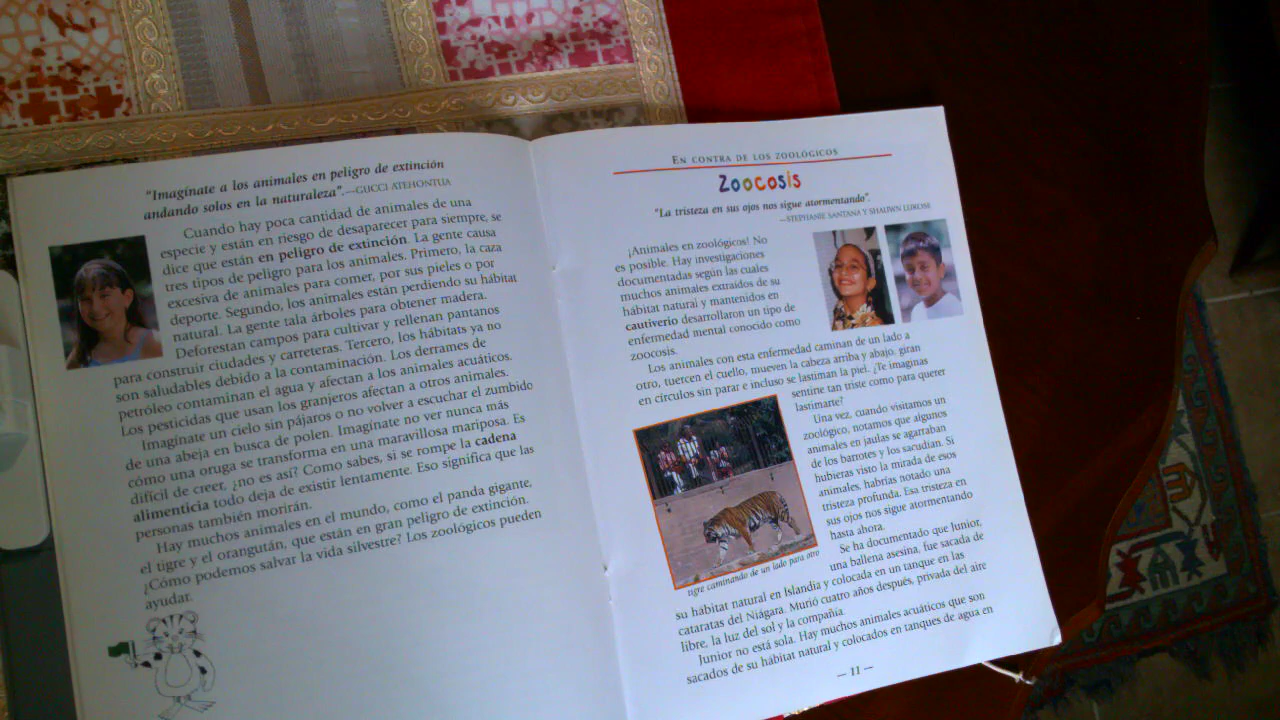 "Imagínate a los animales en peligro de extinción
andando solos en la naturaleza".—GUCCI ATEHONTUA
Cuando hay poca cantidad de animales de una
especie y están en riesgo de desaparecer para siempre, se
dice que están en peligro de extinción. La gente causa
tres tipos de peligro para los animales. Primero, la caza
excesiva de animales para comer, por sus pieles o por
deporte. Segundo, los animales están perdiendo su hábitat
natural. La gente tala árboles para obtener madera.
Deforestan campos para cultivar y rellenan pantanos
para construir ciudades y carreteras. Tercero, los hábitats ya no
son saludables debido a la contaminación. Los derrames de
petróleo contaminan el agua y afectan a los animales acuáticos.
Los pesticidas que usan los granjeros afectan a otros animales.
Imagínate un cielo sin pájaros o no volver a escuchar el zumbido
de una abeja en busca de polen. Imagínate no ver nunca más
cómo una oruga se transforma en una maravillosa mariposa. Es
difícil de creer, ¿no es así? Como sabes, si se rompe la cadena
alimenticia todo deja de existir lentamente. Eso significa que las
personas también morirán.
Hay muchos animales en el mundo, como el panda gigante,
el tigre y el orangután, que están en gran peligro de extinción.
¿Cómo podemos salvar la vida silvestre? Los zoológicos pueden
ayudar.
EN CONTRA DE LOS ZOOLÓGICOS
Zoocosis
"La tristeza en sus ojos nos sigue atormentando".
—STEPHANIE SANTANA Y SHAUWN LUKOSE
¡Animales en zoológicos! No
es posible. Hay investigaciones
documentadas según las cuales
muchos animales extraídos de su
hábitat natural y mantenidos en
cautiverio desarrollaron un tipo de
enfermedad mental conocido como
zoocosis.
Los animales con esta enfermedad caminan de un lado a
otro, tuercen el cuello, mueven la cabeza arriba y abajo, giran
en círculos sin parar e incluso se lastiman la piel. ¿Te imaginas
sentirte tan triste como para querer
lastimarte?
Una vez, cuando visitamos un
zoológico, notamos que algunos
animales en jaulas se agarraban
de los barrotes y los sacudían. Si
hubieras visto la mirada de esos
animales, habrías notado una
tristeza profunda. Esa tristeza en
sus ojos nos sigue atormentando
hasta ahora.
tigre caminando de un lado para otro
Se ha documentado que Junior,
una ballena asesina, fue sacada de
su hábitat natural en Islandia y colocada en un tanque en las
cataratas del Niágara. Murió cuatro años después, privada del aire
libre, la luz del sol y la compañía.
Junior no está sola. Hay muchos animales acuáticos que son
sacados de su hábitat natural y colocados en tanques de agua en
— 11 —